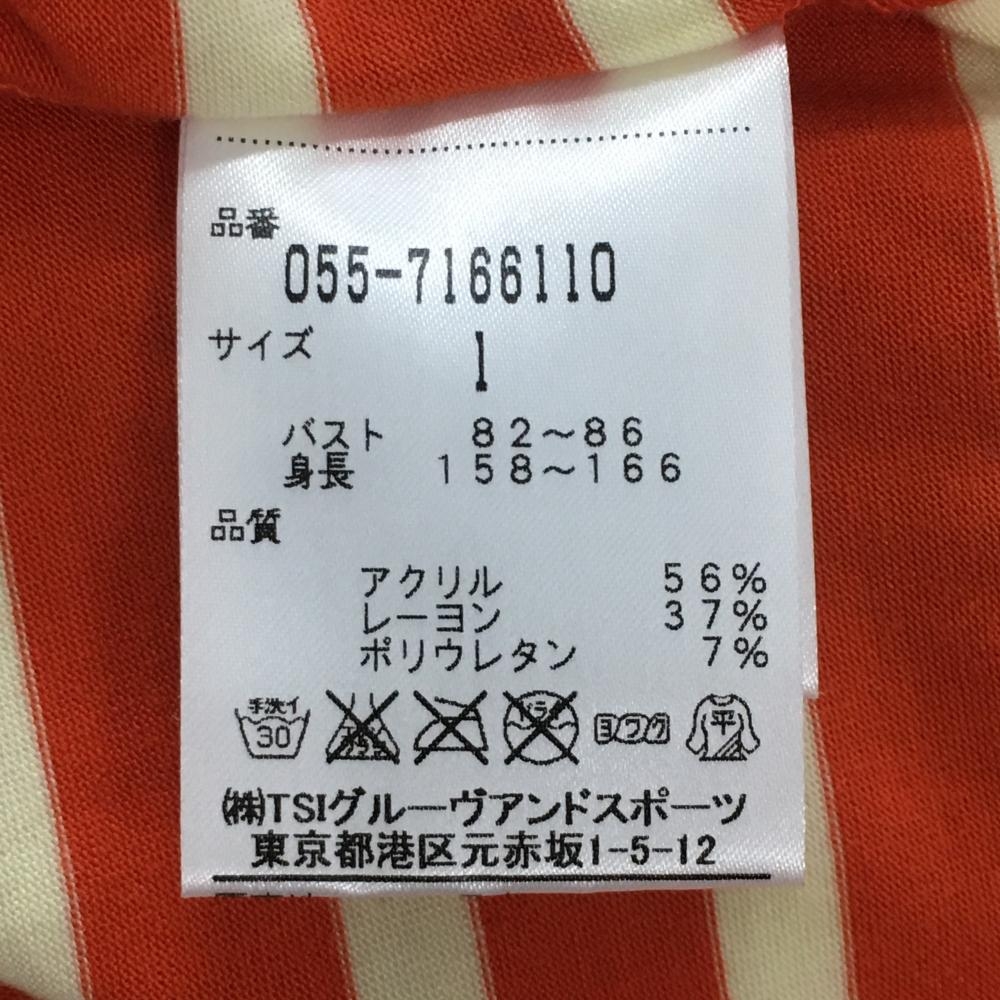 品番
055-7166110
サイズ 1
バスト 82～86
身長 158～166
品質
アクリル 56%
レーヨン 37%
ポリウレタン 7%
手洗イ 30 ヨワク 平
㈱TSIグルーヴアンドスポーツ
東京都港区元赤坂1-5-12